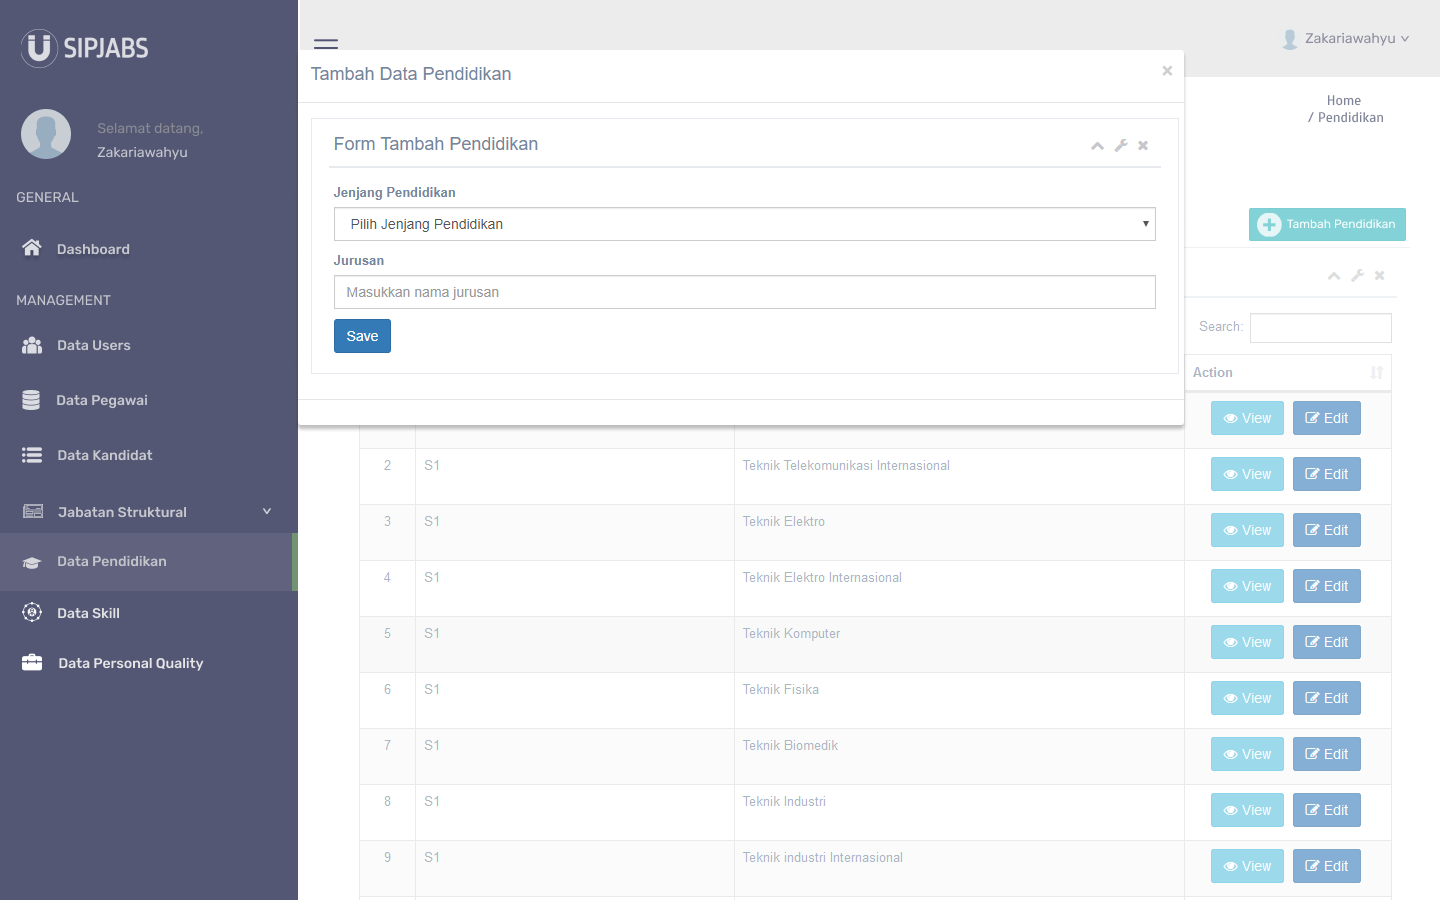 SIPJABS
Selamat datang,
Zakariawahyu
GENERAL
Dashboard
MANAGEMENT
Data Users
Data Pegawai
Data Kandidat
Jabatan Struktural
Data Pendidikan
Data Skill
Data Personal Quality
Zakariawahyu
Home
/ Pendidikan
Tambah Pendidikan
Tambah Data Pendidikan
×
Form Tambah Pendidikan
Jenjang Pendidikan
Pilih Jenjang Pendidikan
Jurusan
Masukkan nama jurusan
Save
Search:
Action
View Edit
2 S1 Teknik Telekomunikasi Internasional View Edit
3 S1 Teknik Elektro View Edit
4 S1 Teknik Elektro Internasional View Edit
5 S1 Teknik Komputer View Edit
6 S1 Teknik Fisika View Edit
7 S1 Teknik Biomedik View Edit
8 S1 Teknik Industri View Edit
9 S1 Teknik industri Internasional View Edit